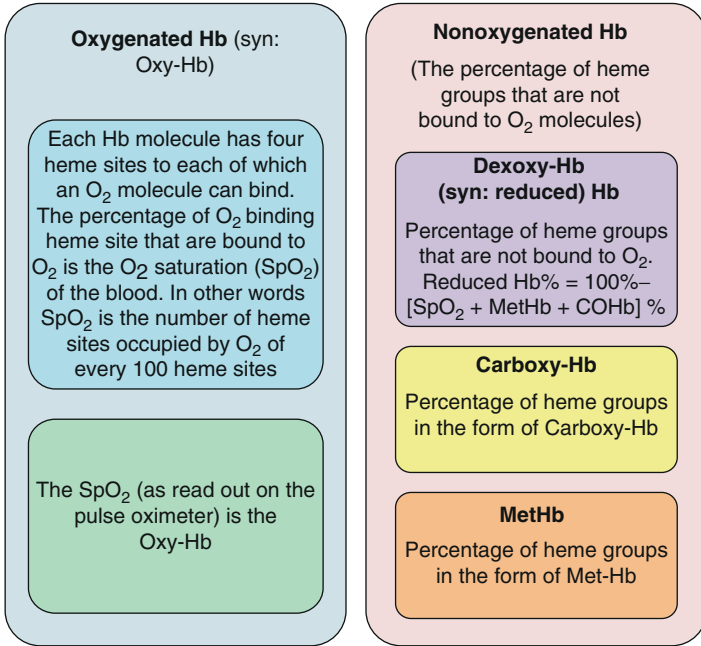 Oxygenated Hb (syn:
Oxy-Hb)
Each Hb molecule has four
heme sites to each of which
an O₂ molecule can bind.
The percentage of O₂ binding
heme site that are bound to
O₂ is the O2 saturation (SpO₂)
of the blood. In other words
SpO₂ is the number of heme
sites occupied by O₂ of
every 100 heme sites
The SpO₂ (as read out on the
pulse oximeter) is the
Oxy-Hb
Nonoxygenated Hb
(The percentage of heme
groups that are not
bound to O₂ molecules)
Dexoxy-Hb
(syn: reduced) Hb
Percentage of heme groups
that are not bound to O₂.
Reduced Hb% = 100%–
[SpO₂ + MetHb + COHb] %
Carboxy-Hb
Percentage of heme groups
in the form of Carboxy-Hb
MetHb
Percentage of heme groups
in the form of Met-Hb